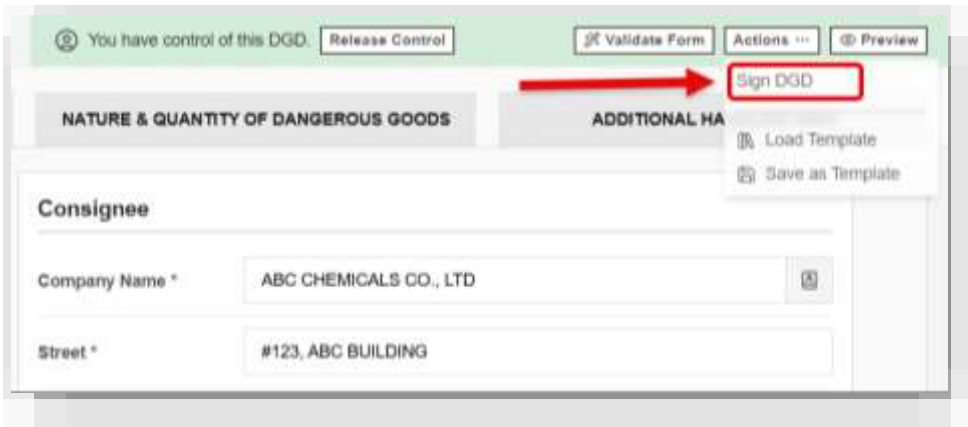 You have control of this DGD. Release Control Validate Form Actions ··· Preview
Sign DGD
NATURE & QUANTITY OF DANGEROUS GOODS ADDITIONAL HA
Load Template
Save as Template
Consignee
Company Name * ABC CHEMICALS CO., LTD
Street * #123, ABC BUILDING